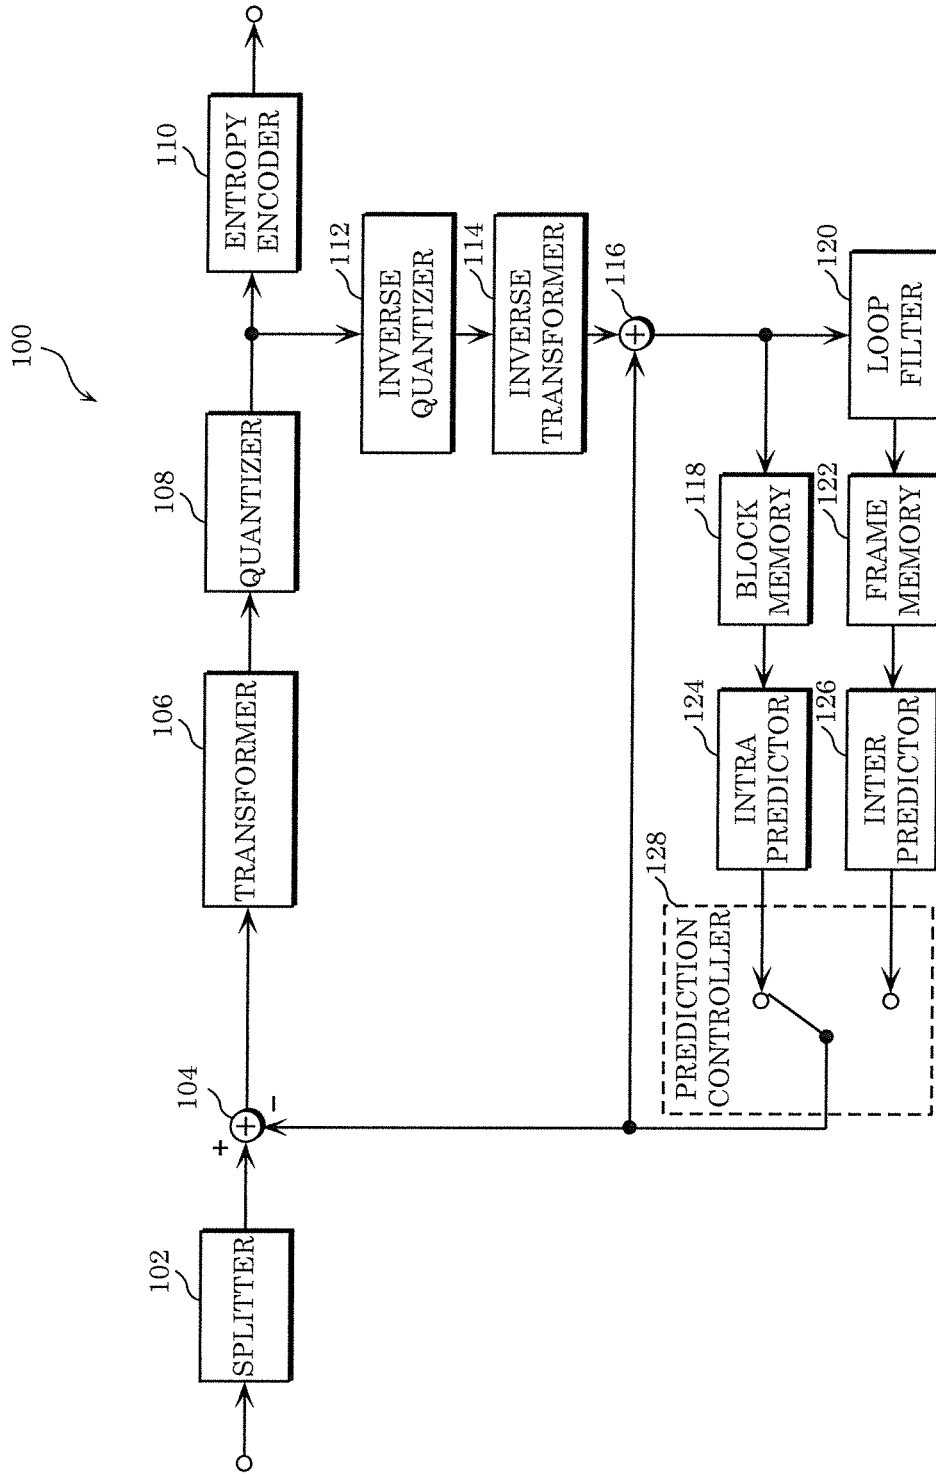 100
102
SPLITTER
104
+
−
106
TRANSFORMER
108
QUANTIZER
110
ENTROPY
ENCODER
112
INVERSE
QUANTIZER
114
INVERSE
TRANSFORMER
116
128
PREDICTION
CONTROLLER
124
INTRA
PREDICTOR
118
BLOCK
MEMORY
126
INTER
PREDICTOR
122
FRAME
MEMORY
120
LOOP
FILTER